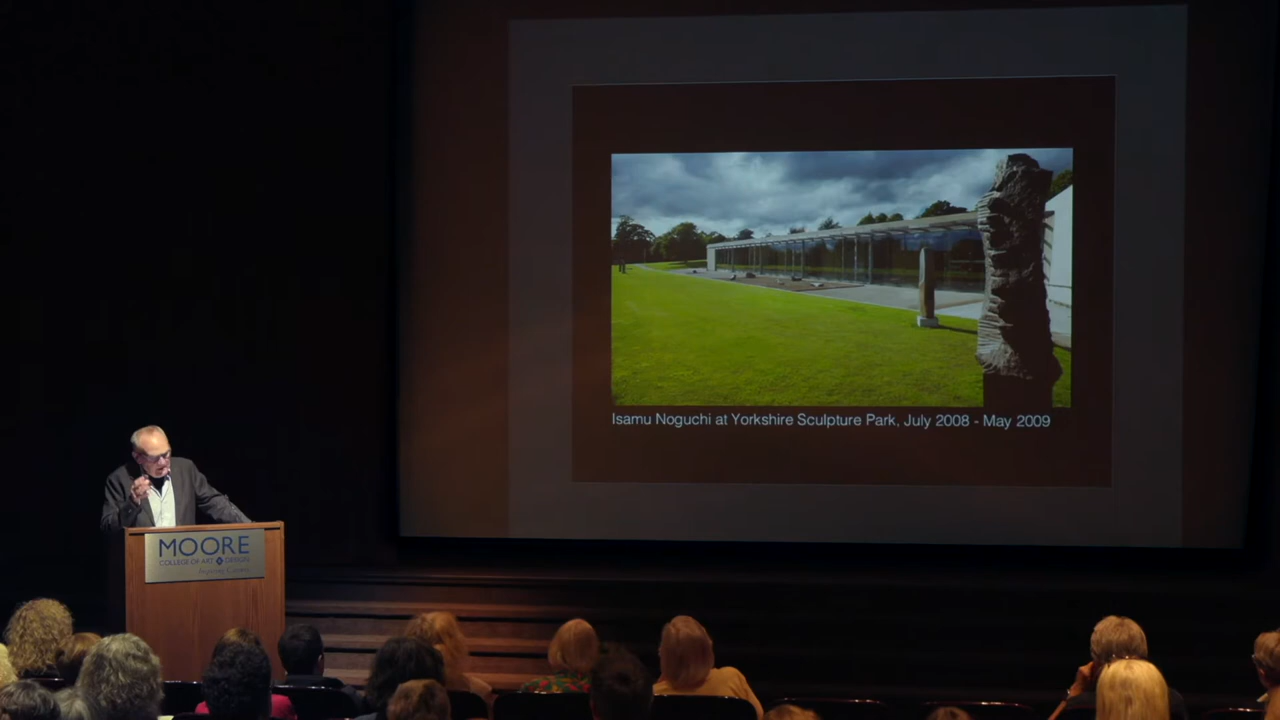 Isamu Noguchi at Yorkshire Sculpture Park, July 2008 - May 2009
MOORE
COLLEGE OF ART & DESIGN